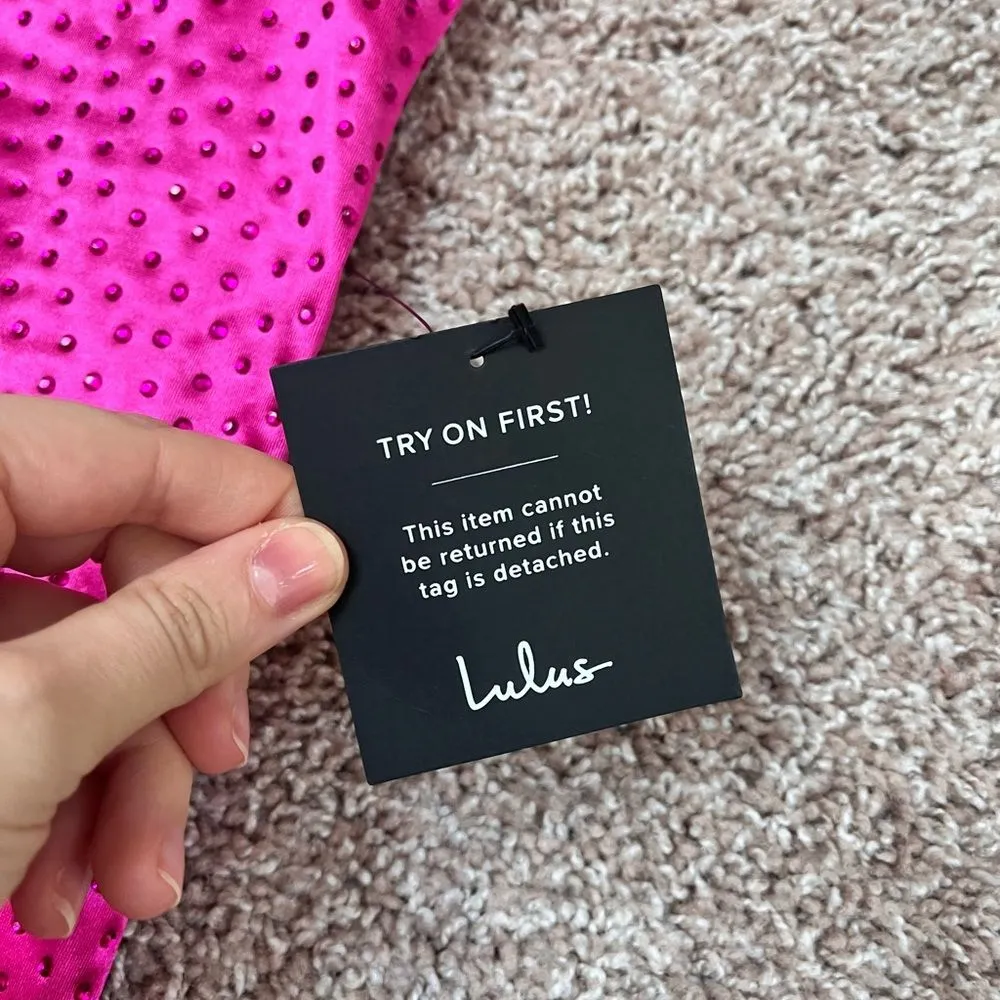 TRY ON FIRST!
This item cannot
be returned if this
tag is detached.
Lulus